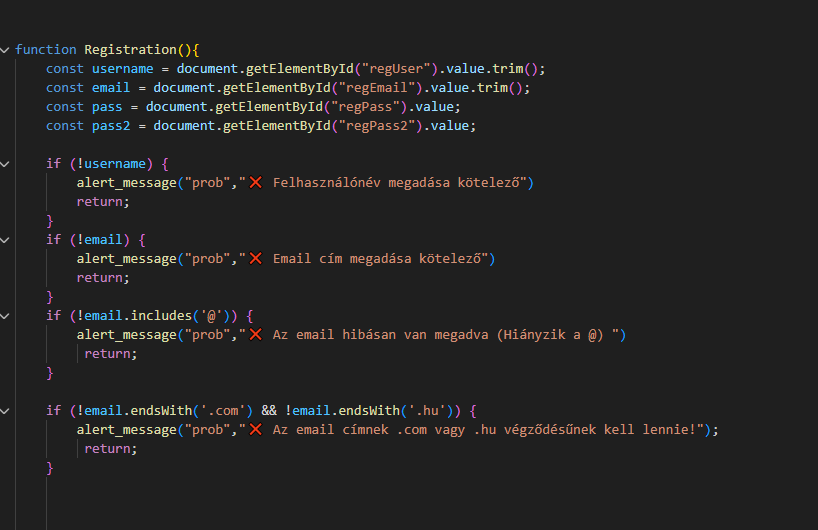 function Registration(){
    const username = document.getElementById("regUser").value.trim();
    const email = document.getElementById("regEmail").value.trim();
    const pass = document.getElementById("regPass").value;
    const pass2 = document.getElementById("regPass2").value;

    if (!username) {
        alert_message("prob","❌ Felhasználónév megadása kötelező")
        return;
    }
    if (!email) {
        alert_message("prob","❌ Email cím megadása kötelező")
        return;
    }
    if (!email.includes('@')) {
        alert_message("prob","❌ Az email hibásan van megadva (Hiányzik a @) ")
         return;
    }

    if (!email.endsWith('.com') && !email.endsWith('.hu')) {
        alert_message("prob","❌ Az email címnek .com vagy .hu végződésűnek kell lennie!");
         return;
    }